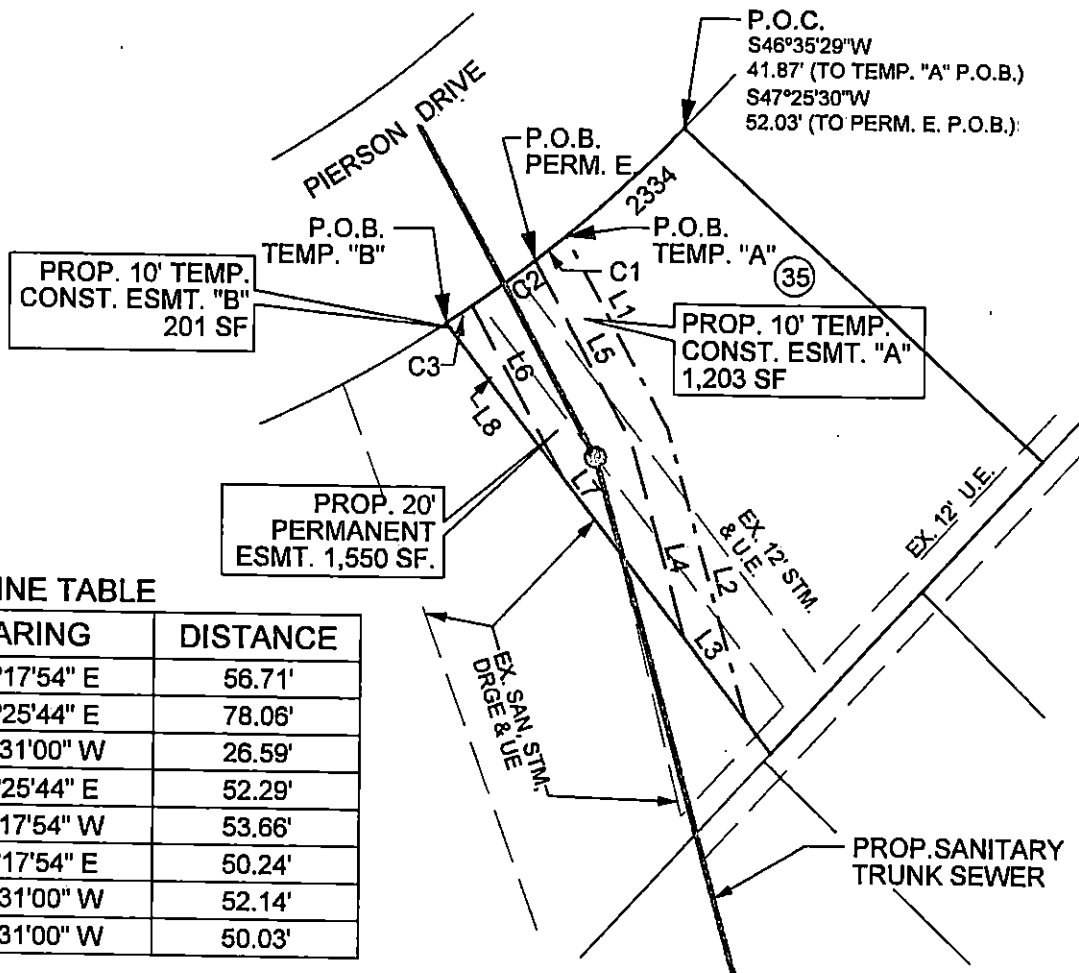 P.O.C.
S46°35'29"W
41.87' (TO TEMP. "A" P.O.B.)
S47°25'30"W
52.03' (TO PERM. E. P.O.B.)
PIERSON DRIVE
P.O.B.
PERM. E.
2334
P.O.B.
TEMP. "B"
P.O.B.
TEMP. "A"
35
C1
C2
C3
PROP. 10' TEMP.
CONST. ESMT. "B"
201 SF
PROP. 10' TEMP.
CONST. ESMT. "A"
1,203 SF
L1
L5
L6
L8
L7
L4
L2
L3
PROP. 20'
PERMANENT
ESMT. 1,550 SF.
EX. 12' STM.
& U.E.
EX. 12' U.E.
EX. SAN, STM.
DRGE & UE
PROP.SANITARY
TRUNK SEWER
INE TABLE
ARING DISTANCE
°17'54" E 56.71'
°25'44" E 78.06'
31'00" W 26.59'
°25'44" E 52.29'
17'54" W 53.66'
°17'54" E 50.24'
31'00" W 52.14'
31'00" W 50.03'